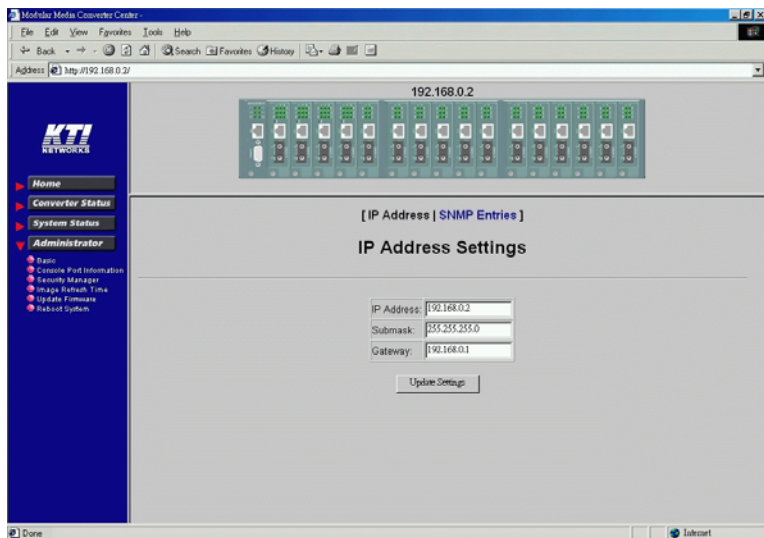 Modular Media Converter Center -
File Edit View Favorites Tools Help
Back Search Favorites History
Address http://192.168.0.2/
192.168.0.2
KTI
NETWORKS
Home
Converter Status
System Status
Administrator
Basic
Console Port Information
Security Manager
Image Refresh Time
Update Firmware
Reboot System
[ IP Address | SNMP Entries ]
IP Address Settings
IP Address: 192.168.0.2
Submask: 255.255.255.0
Gateway: 192.168.0.1
Update Settings
Done Internet